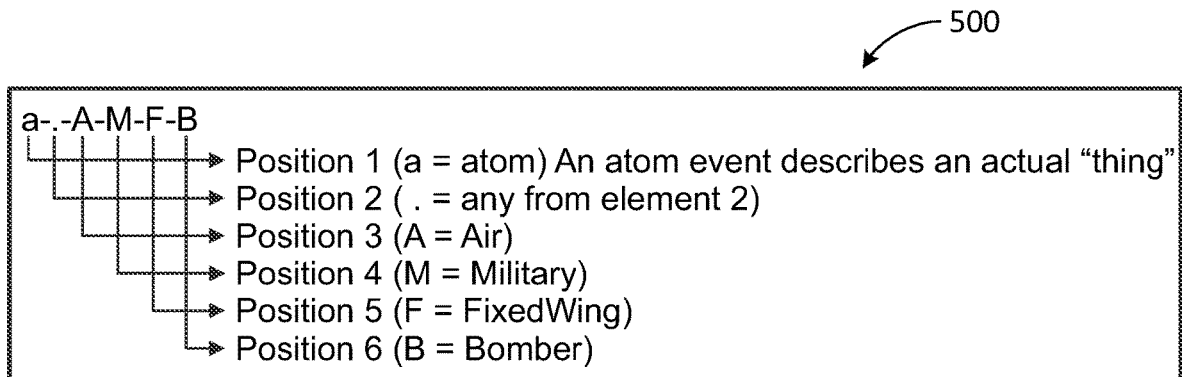 500
a-.-A-M-F-B
Position 1 (a = atom) An atom event describes an actual “thing”
Position 2 ( . = any from element 2)
Position 3 (A = Air)
Position 4 (M = Military)
Position 5 (F = FixedWing)
Position 6 (B = Bomber)